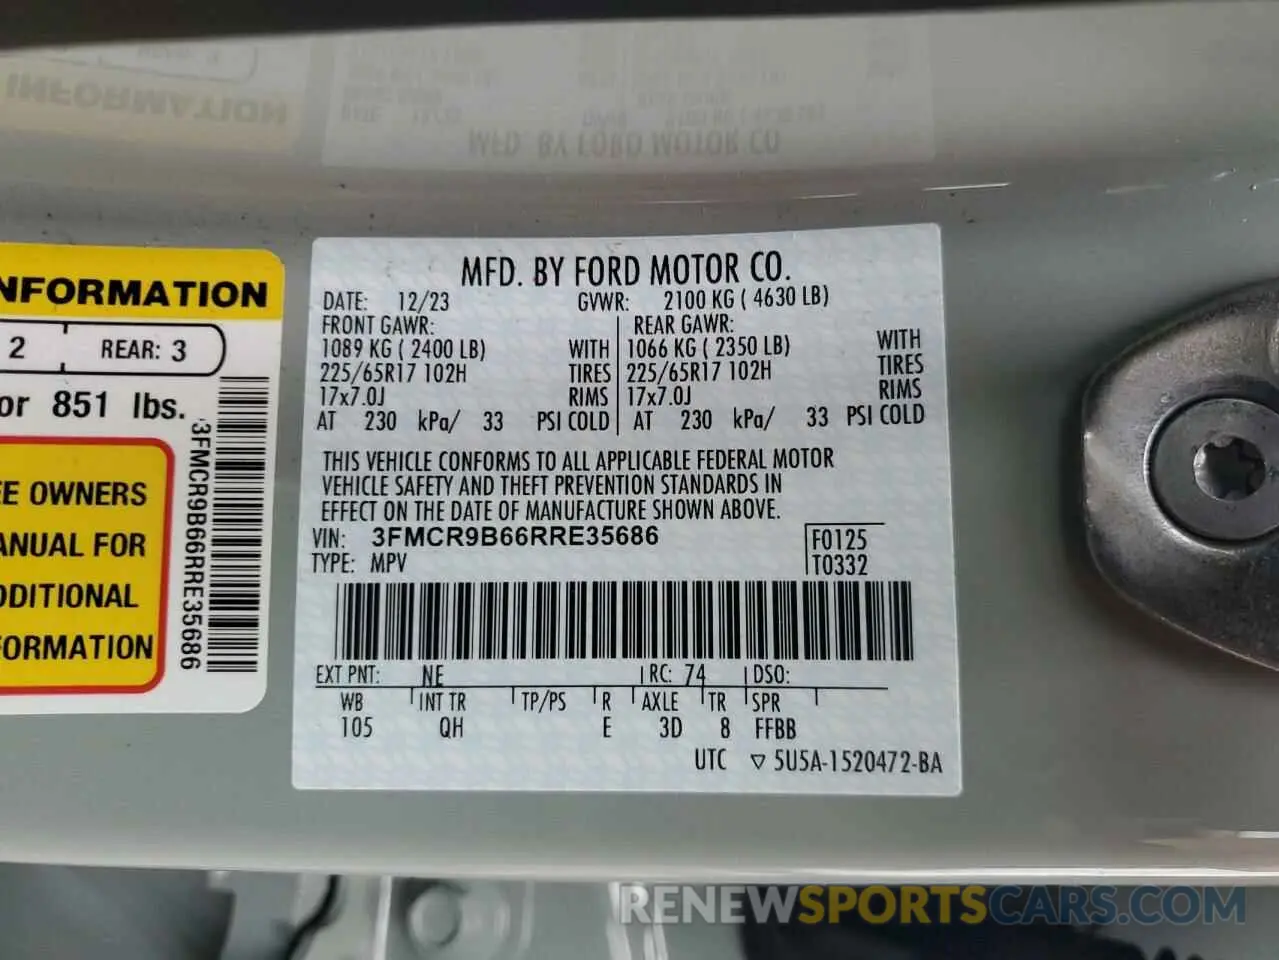 NFORMATION
2 REAR: 3
or 851 lbs.
EE OWNERS
ANUAL FOR
DDITIONAL
FORMATION
3FMCR9B66RRE35686
MFD. BY FORD MOTOR CO.
DATE: 12/23 GVWR: 2100 KG ( 4630 LB)
FRONT GAWR: REAR GAWR:
1089 KG ( 2400 LB) WITH 1066 KG ( 2350 LB) WITH
225/65R17 102H TIRES 225/65R17 102H TIRES
17x7.0J RIMS 17x7.0J RIMS
AT 230 kPa/ 33 PSI COLD AT 230 kPa/ 33 PSI COLD
THIS VEHICLE CONFORMS TO ALL APPLICABLE FEDERAL MOTOR
VEHICLE SAFETY AND THEFT PREVENTION STANDARDS IN
EFFECT ON THE DATE OF MANUFACTURE SHOWN ABOVE.
VIN: 3FMCR9B66RRE35686 F0125
TYPE: MPV T0332
EXT PNT: NE RC: 74 DSO:
WB INT TR TP/PS R AXLE TR SPR
105 QH E 3D 8 FFBB
UTC ▽ 5U5A-1520472-BA
RENEWSPORTSCARS.COM